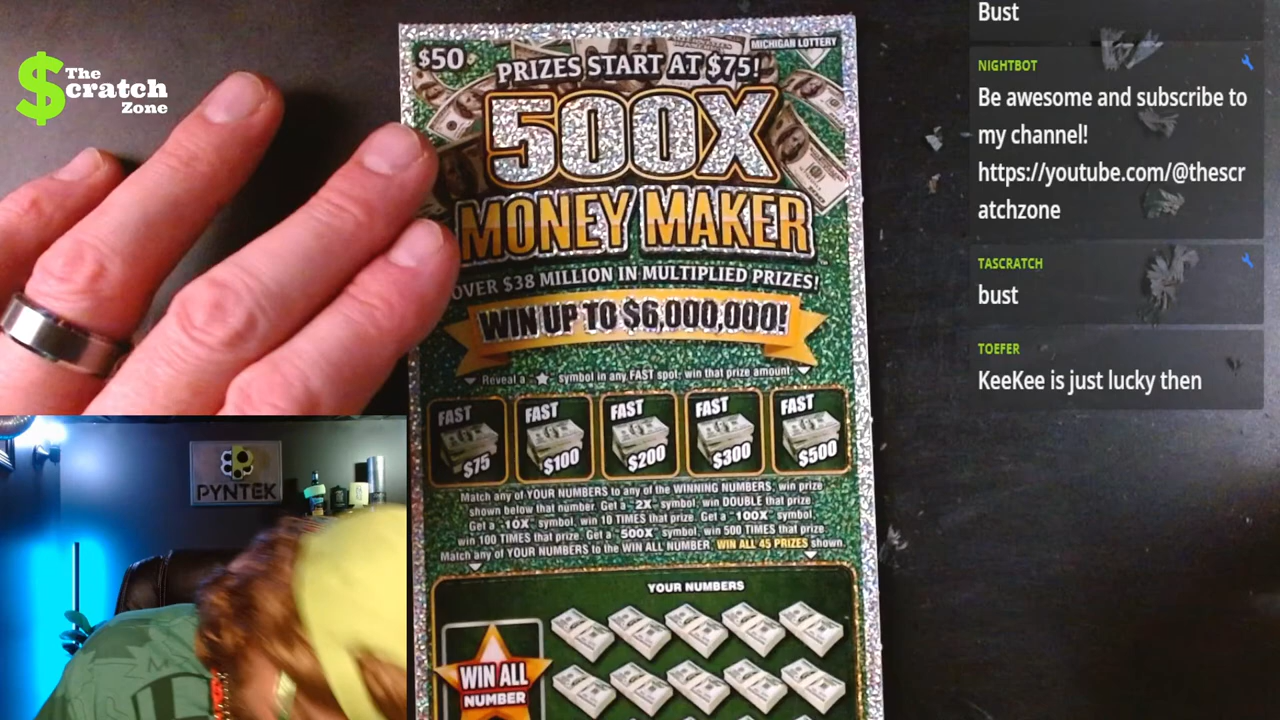 The
$cratch
Zone
$50
MICHIGAN LOTTERY
PRIZES START AT $75!
500X
MONEY MAKER
OVER $38 MILLION IN MULTIPLIED PRIZES!
WIN UP TO $6,000,000!
Reveal a symbol in any FAST spot, win that prize amount.
FAST $75
FAST $100
FAST $200
FAST $300
FAST $500
Match any of YOUR NUMBERS to any of the WINNING NUMBERS, win prize
shown below that number. Get a 2X symbol, win DOUBLE that prize.
Get a 10X symbol, win 10 TIMES that prize. Get a 100X symbol,
win 100 TIMES that prize. Get a 500X symbol, win 500 TIMES that prize.
Match any of YOUR NUMBERS to the WIN ALL NUMBER, WIN ALL 45 PRIZES shown.
YOUR NUMBERS
WIN ALL
NUMBER
Bust
NIGHTBOT
Be awesome and subscribe to
my channel!
https://youtube.com/@thescr
atchzone
TASCRATCH
bust
TOEFER
KeeKee is just lucky then
PYNTEK